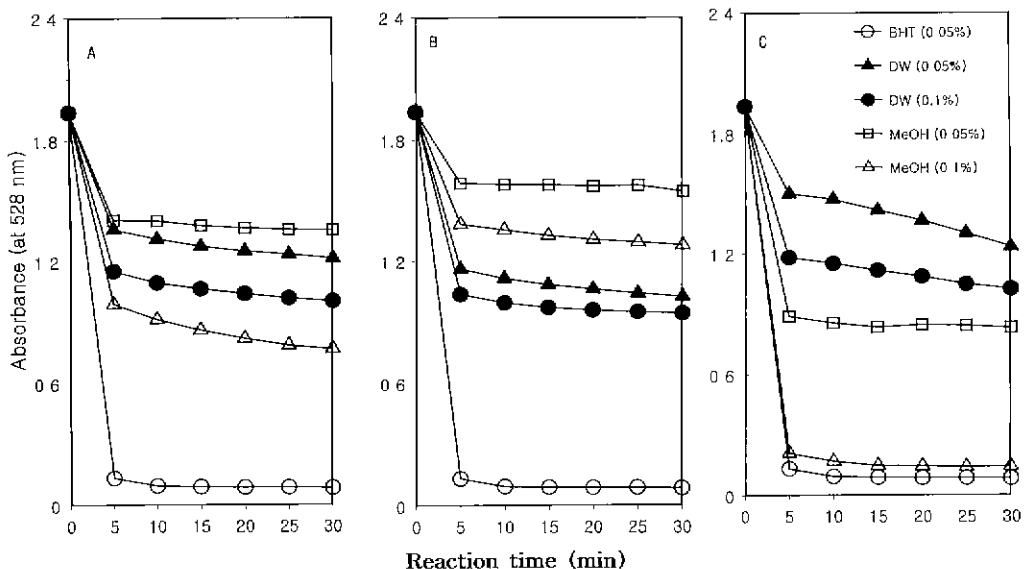 2 4
1.8
1 2
0 6
0
Absorbance (at 528 nm)
A
0 5 10 15 20 25 30
2 4
1.8
1.2
0 6
0
B
0 5 10 15 20 25 30
2 4
1.8
1.2
0 6
0
C
BHT (0 05%)
DW (0 05%)
DW (0.1%)
MeOH (0 05%)
MeOH (0 1%)
0 5 10 15 20 25 30
Reaction time (min)